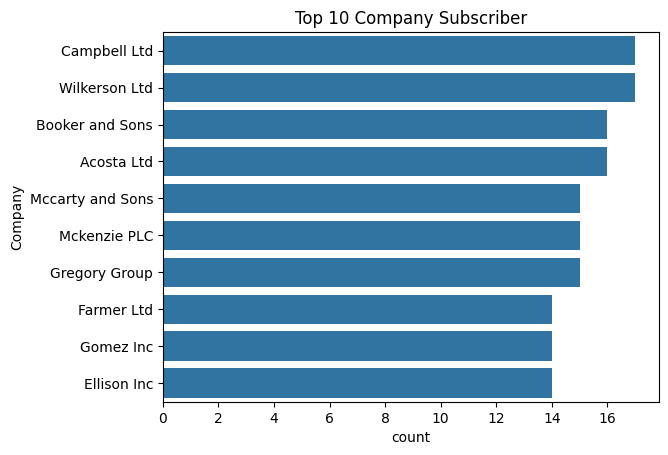 Top 10 Company Subscriber
Company
Campbell Ltd
Wilkerson Ltd
Booker and Sons
Acosta Ltd
Mccarty and Sons
Mckenzie PLC
Gregory Group
Farmer Ltd
Gomez Inc
Ellison Inc
0 2 4 6 8 10 12 14 16
count